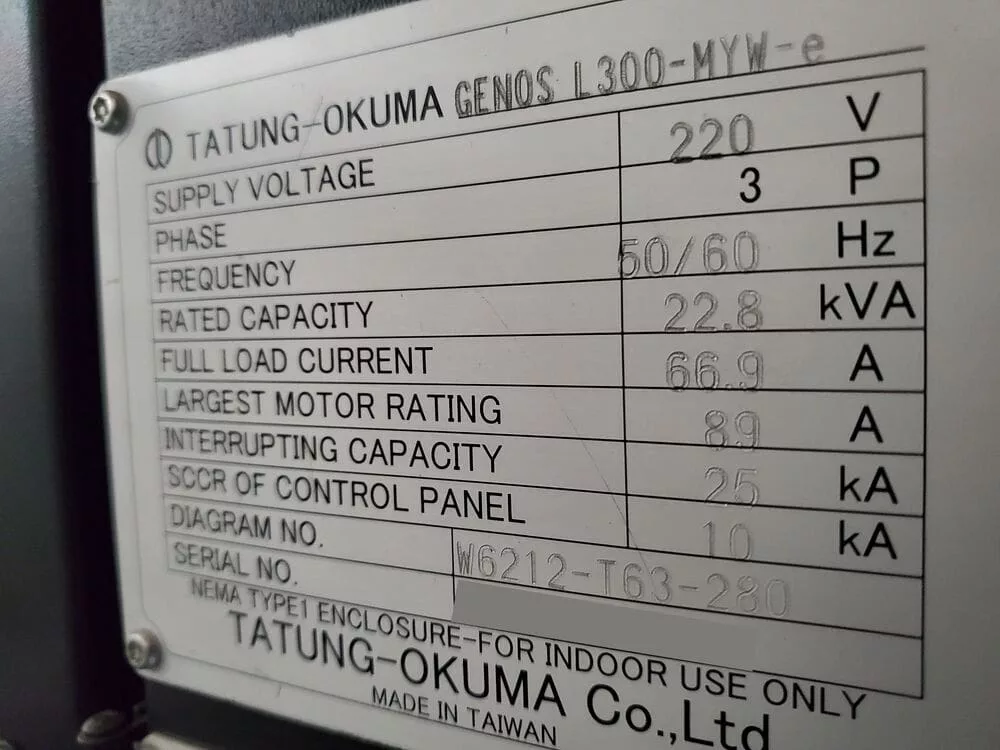 TATUNG-OKUMA GENOS L300-MYW-e
SUPPLY VOLTAGE 220 V
PHASE 3 P
FREQUENCY 50/60 Hz
RATED CAPACITY 22.8 kVA
FULL LOAD CURRENT 66.9 A
LARGEST MOTOR RATING 89 A
INTERRUPTING CAPACITY 25 kA
SCCR OF CONTROL PANEL 10 kA
DIAGRAM NO. W6212-T63-280
SERIAL NO.
NEMA TYPE1 ENCLOSURE-FOR INDOOR USE ONLY
TATUNG-OKUMA Co.,Ltd
MADE IN TAIWAN